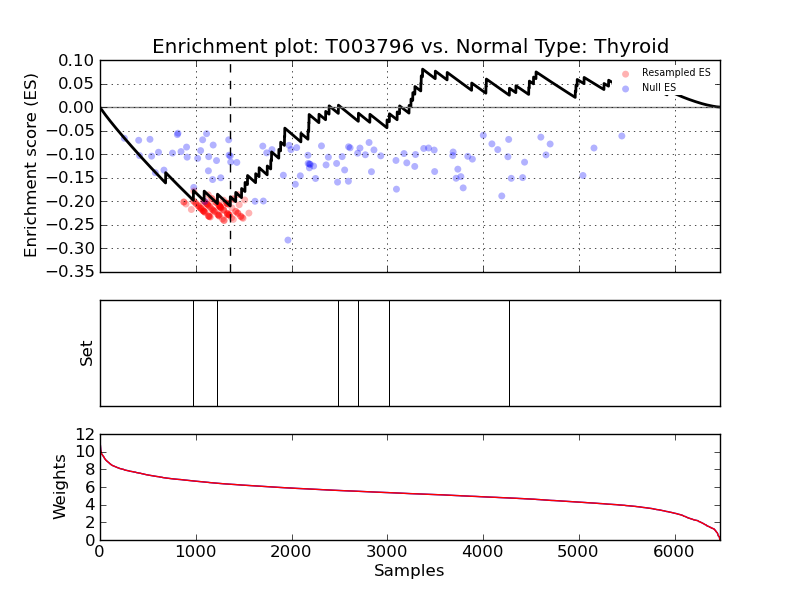 Enrichment plot: T003796 vs. Normal Type: Thyroid
Enrichment score (ES)
0.10
0.05
0.00
−0.05
−0.10
−0.15
−0.20
−0.25
−0.30
−0.35
Resampled ES
Null ES
Set
Weights
12
10
8
6
4
2
0
0 1000 2000 3000 4000 5000 6000
Samples